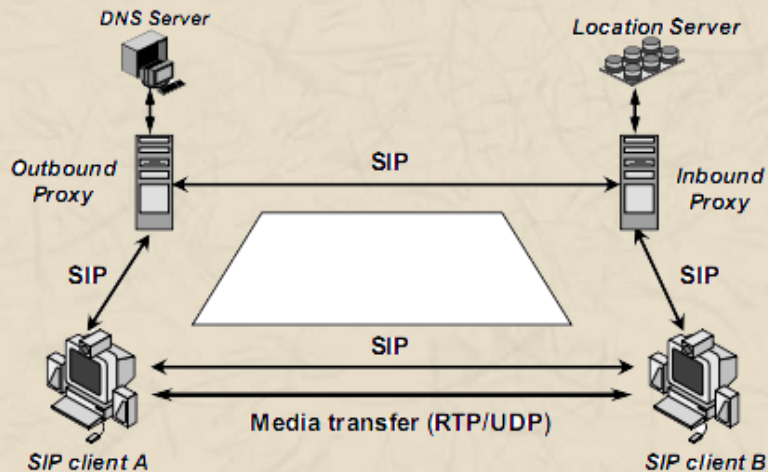 DNS Server
Location Server
Outbound
Proxy
SIP
Inbound
Proxy
SIP
SIP
SIP
Media transfer (RTP/UDP)
SIP client A
SIP client B